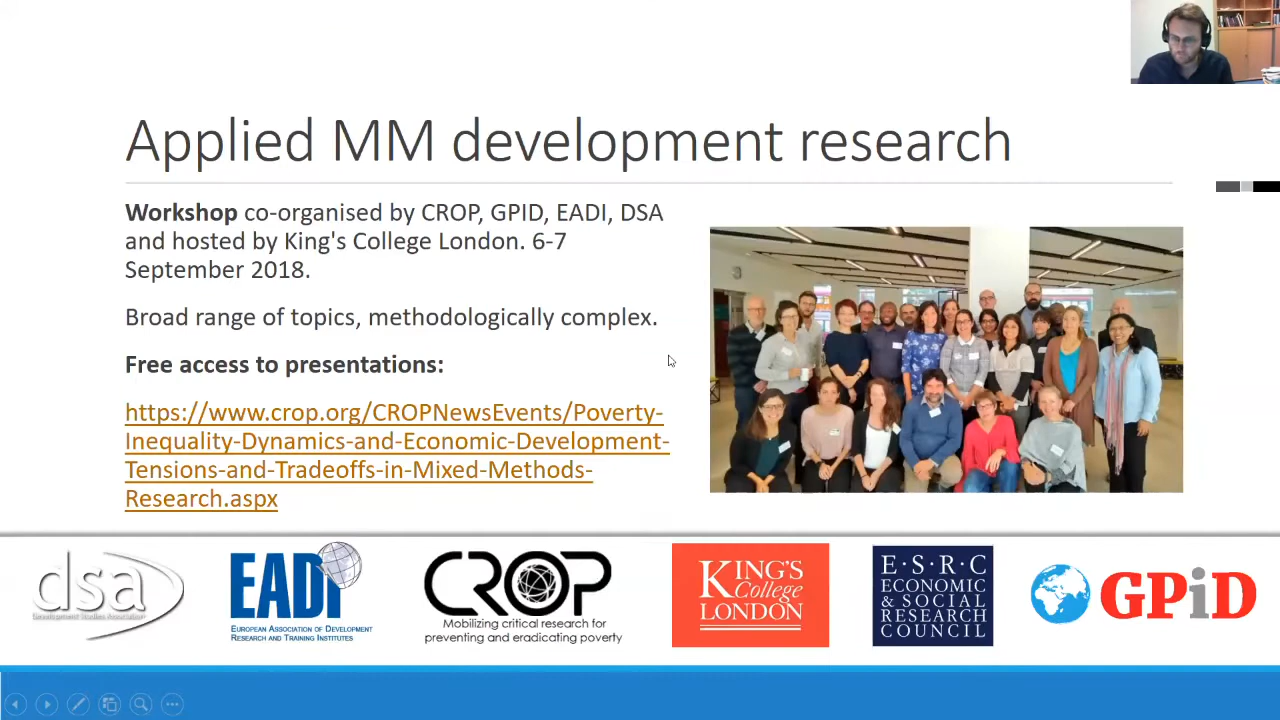 Applied MM development research
Workshop co-organised by CROP, GPID, EADI, DSA
and hosted by King's College London. 6-7
September 2018.
Broad range of topics, methodologically complex.
Free access to presentations:
https://www.crop.org/CROPNewsEvents/Poverty-
Inequality-Dynamics-and-Economic-Development-
Tensions-and-Tradeoffs-in-Mixed-Methods-
Research.aspx
dsa
Development Studies Association
EADI
EUROPEAN ASSOCIATION OF DEVELOPMENT
RESEARCH AND TRAINING INSTITUTES
CROP
Mobilizing critical research for
preventing and eradicating poverty
KING'S
College
LONDON
E·S·R·C
ECONOMIC
& SOCIAL
RESEARCH
COUNCIL
GPiD